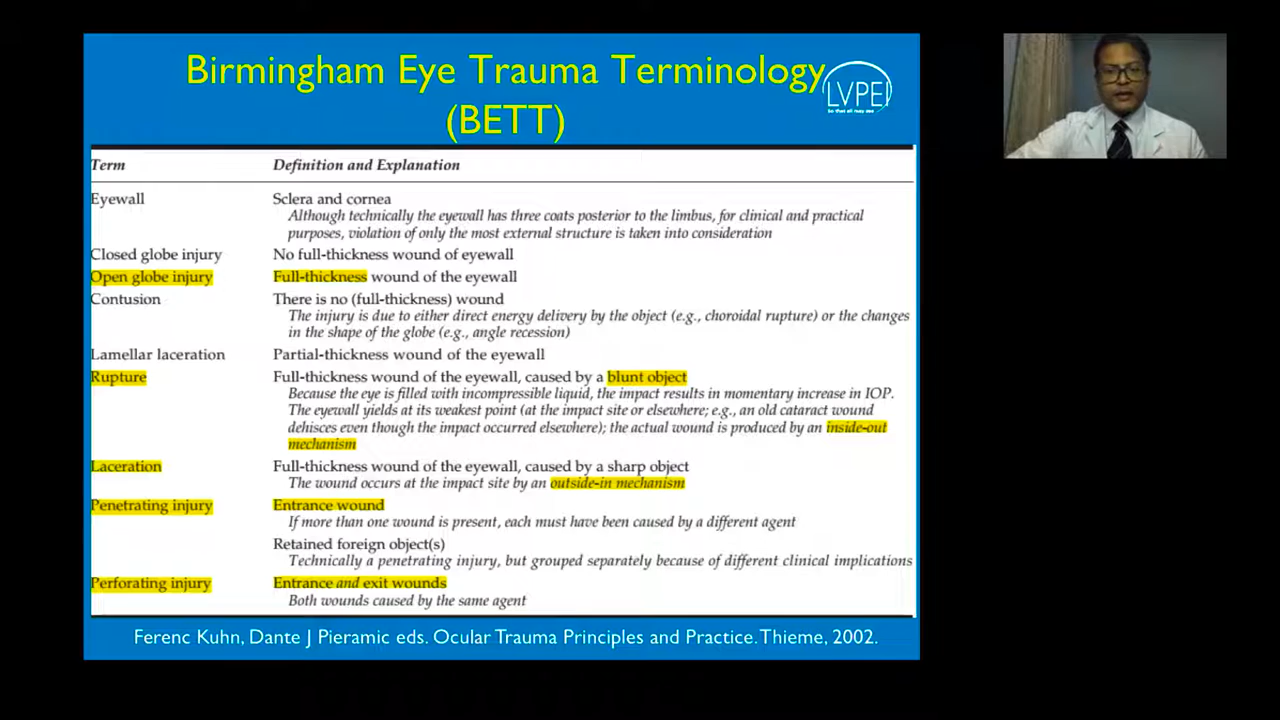 Birmingham Eye Trauma Terminology
(BETT)
LVPEI
So that all may see
Term Definition and Explanation
Eyewall Sclera and cornea
Although technically the eyewall has three coats posterior to the limbus, for clinical and practical
purposes, violation of only the most external structure is taken into consideration
Closed globe injury No full-thickness wound of eyewall
Open globe injury Full-thickness wound of the eyewall
Contusion There is no (full-thickness) wound
The injury is due to either direct energy delivery by the object (e.g., choroidal rupture) or the changes
in the shape of the globe (e.g., angle recession)
Lamellar laceration Partial-thickness wound of the eyewall
Rupture Full-thickness wound of the eyewall, caused by a blunt object
Because the eye is filled with incompressible liquid, the impact results in momentary increase in IOP.
The eyewall yields at its weakest point (at the impact site or elsewhere; e.g., an old cataract wound
dehisces even though the impact occurred elsewhere); the actual wound is produced by an inside-out
mechanism
Laceration Full-thickness wound of the eyewall, caused by a sharp object
The wound occurs at the impact site by an outside-in mechanism
Penetrating injury Entrance wound
If more than one wound is present, each must have been caused by a different agent
Retained foreign object(s)
Technically a penetrating injury, but grouped separately because of different clinical implications
Perforating injury Entrance and exit wounds
Both wounds caused by the same agent
Ferenc Kuhn, Dante J Pieramic eds. Ocular Trauma Principles and Practice. Thieme, 2002.